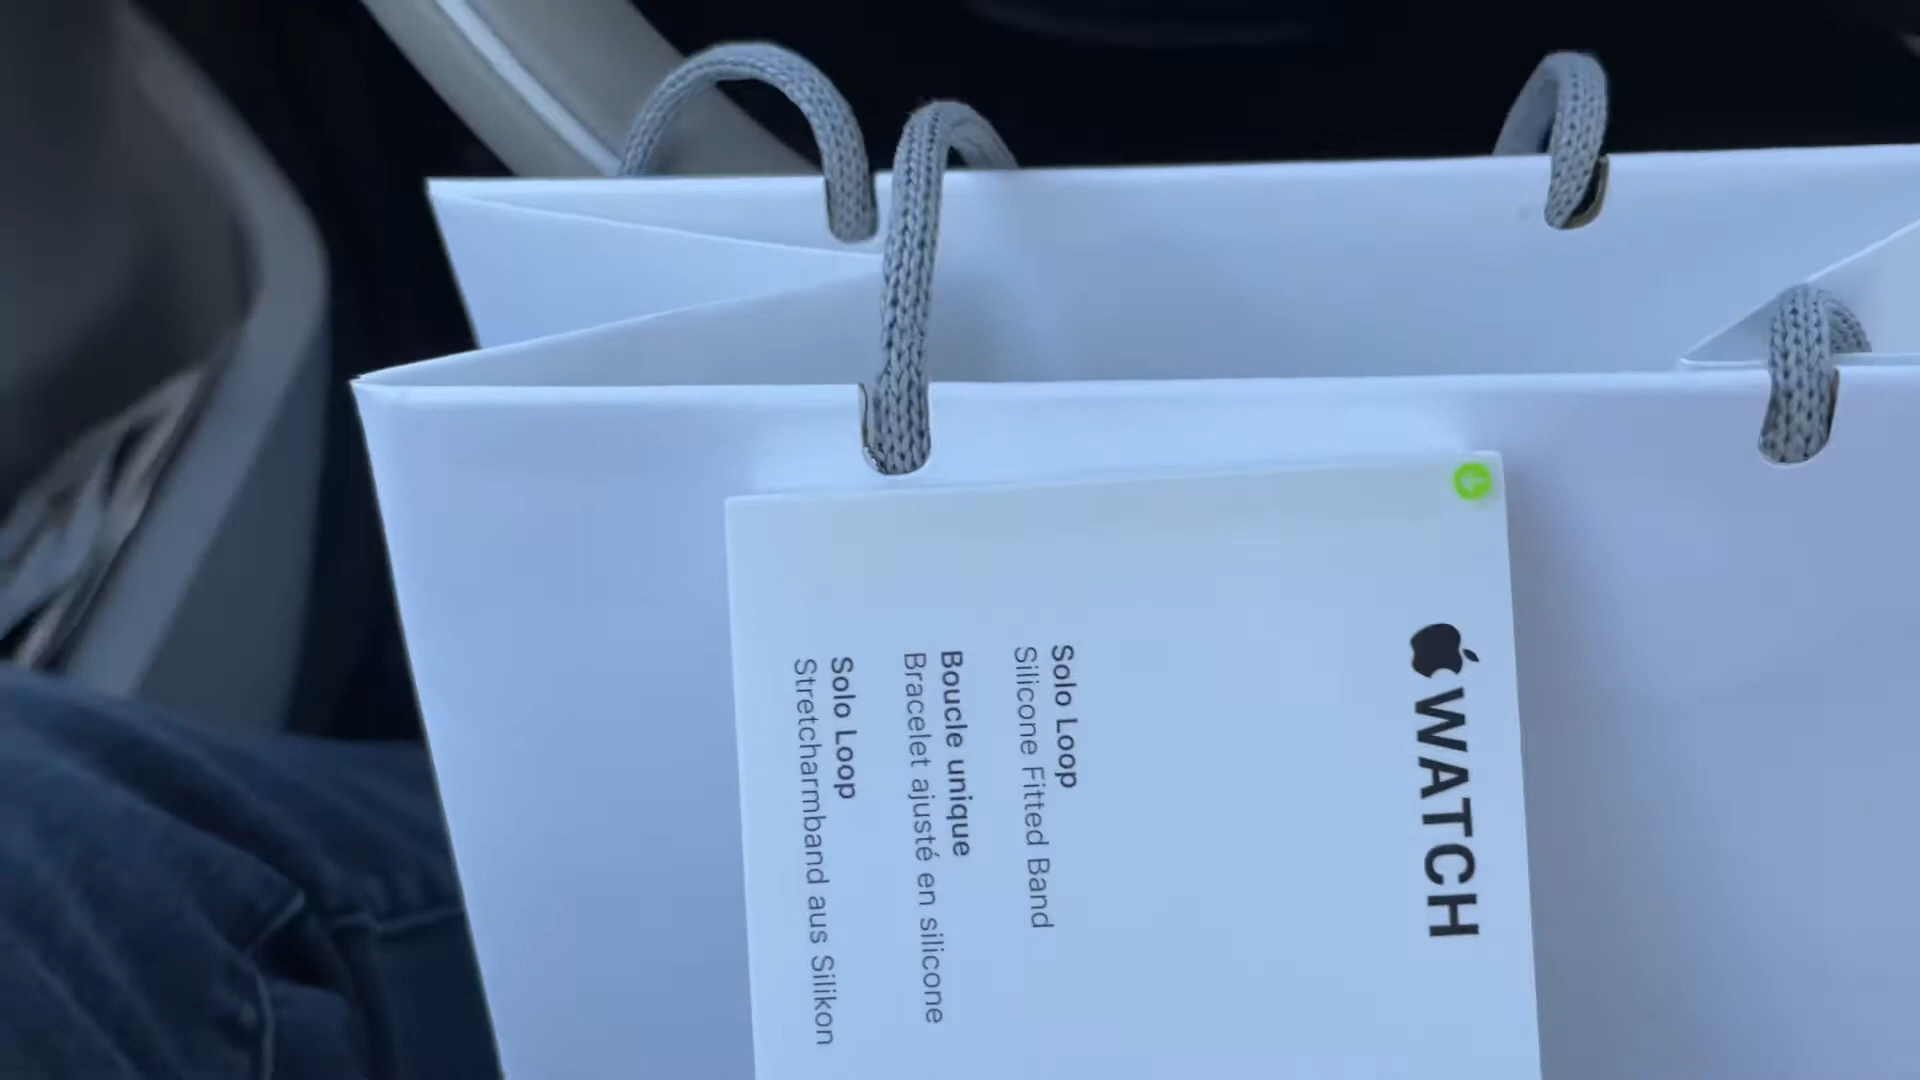 WATCH
Solo Loop
Silicone Fitted Band
Boucle unique
Bracelet ajusté en silicone
Solo Loop
Stretcharmband aus Silikon